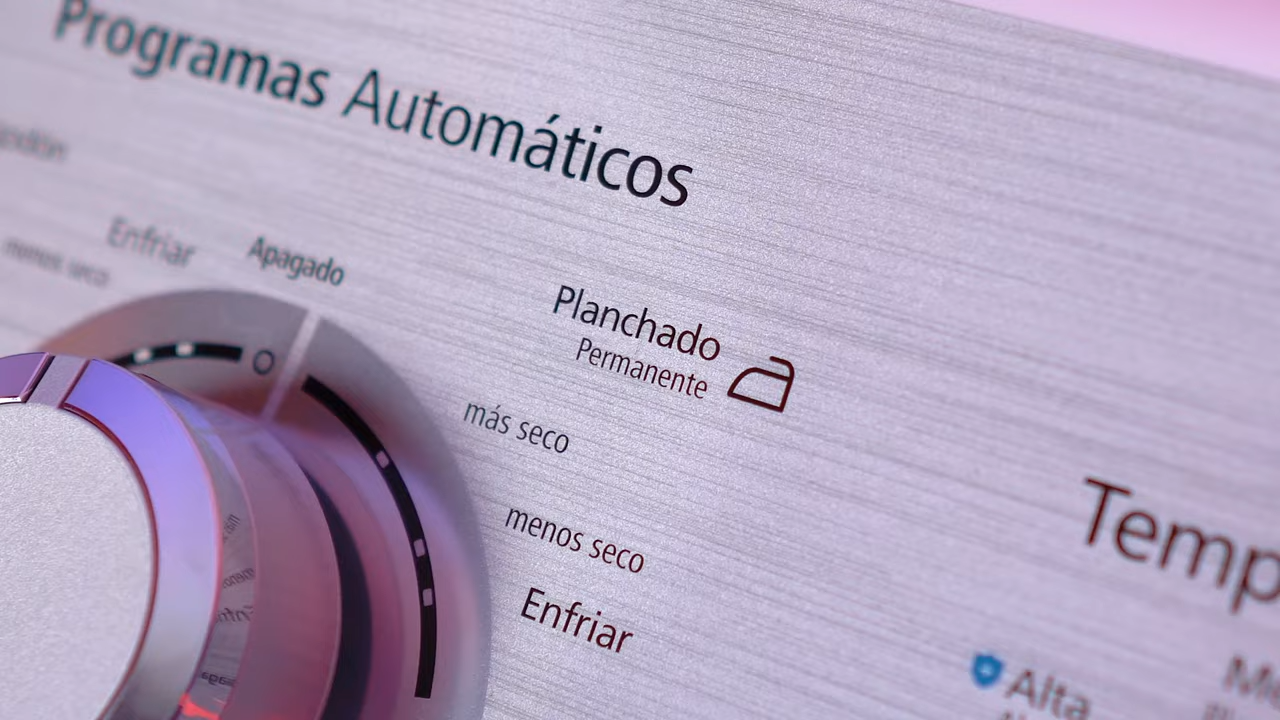 Programas Automáticos
Enfriar
Apagado
menos seco
Planchado
Permanente
más seco
menos seco
Enfriar
Temp
Alta